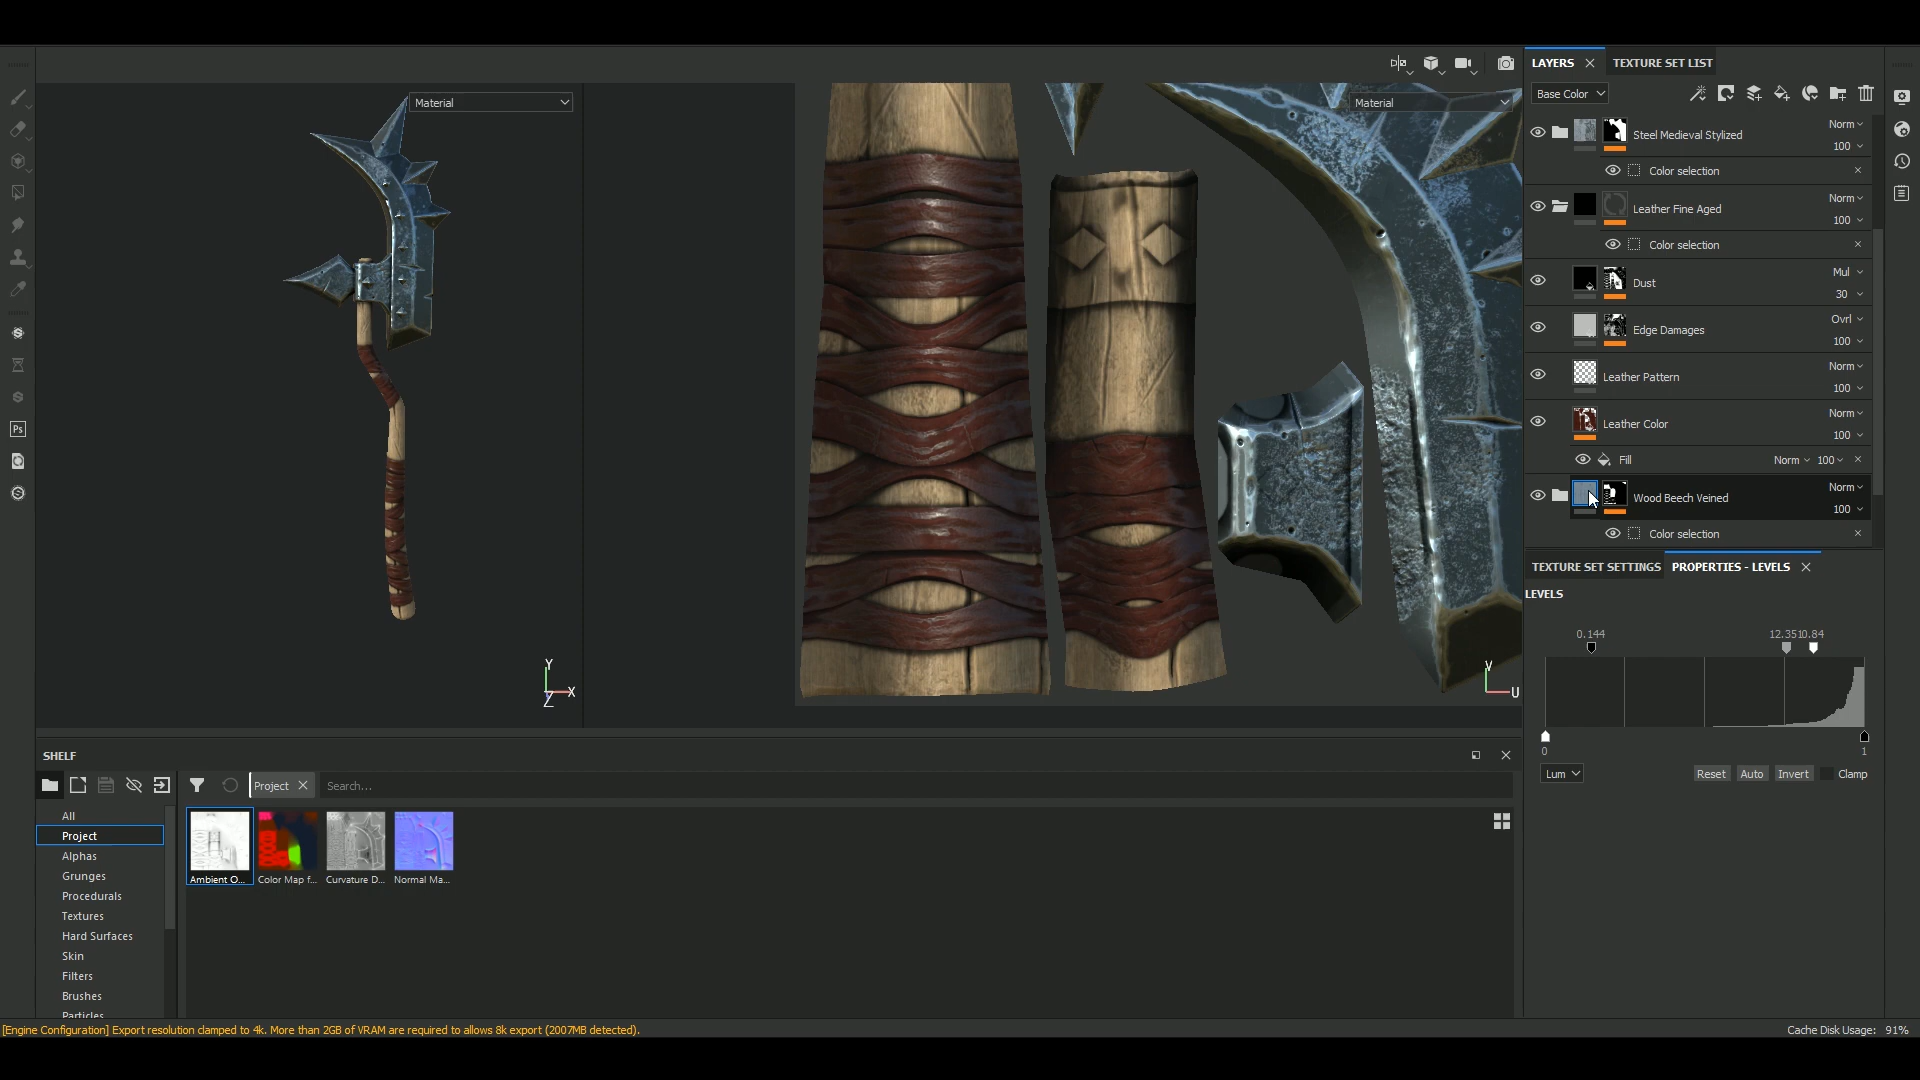 LAYERS
TEXTURE SET LIST
Base Color
Material
Material
Steel Medieval Stylized
Norm
100
Color selection
Leather Fine Aged
Norm
100
Color selection
Dust
Mul
30
Edge Damages
Ovrl
100
Leather Pattern
Norm
100
Leather Color
Norm
100
Fill
Norm
100
Wood Beech Veined
Norm
100
Color selection
Ps
TEXTURE SET SETTINGS
PROPERTIES - LEVELS
LEVELS
0.144
12.35
0.84
0
1
Lum
Reset
Auto
Invert
Clamp
Y
X
Z
V
U
SHELF
Project
Search...
All
Project
Alphas
Grunges
Procedurals
Textures
Hard Surfaces
Skin
Filters
Brushes
Particles
Ambient O...
Color Map f...
Curvature D...
Normal Ma...
[Engine Configuration] Export resolution clamped to 4k. More than 2GB of VRAM are required to allows 8k export (2007MB detected).
Cache Disk Usage: 91%